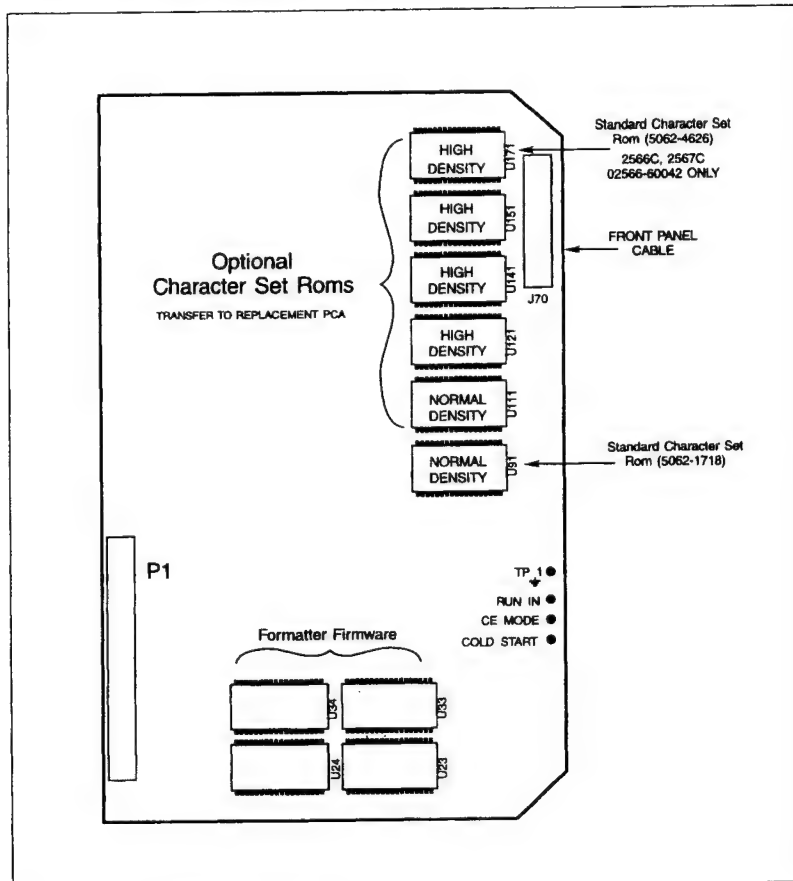 HIGH
DENSITY
U171
Standard Character Set
Rom (5062-4626)
2566C, 2567C
02566-60042 ONLY
HIGH
DENSITY
U151
FRONT PANEL
CABLE
Optional
Character Set Roms
TRANSFER TO REPLACEMENT PCA
HIGH
DENSITY
U141
J70
HIGH
DENSITY
U121
NORMAL
DENSITY
U111
NORMAL
DENSITY
U91
Standard Character Set
Rom (5062-1718)
P1
TP 1
RUN IN
CE MODE
COLD START
Formatter Firmware
U34
U33
U24
U23